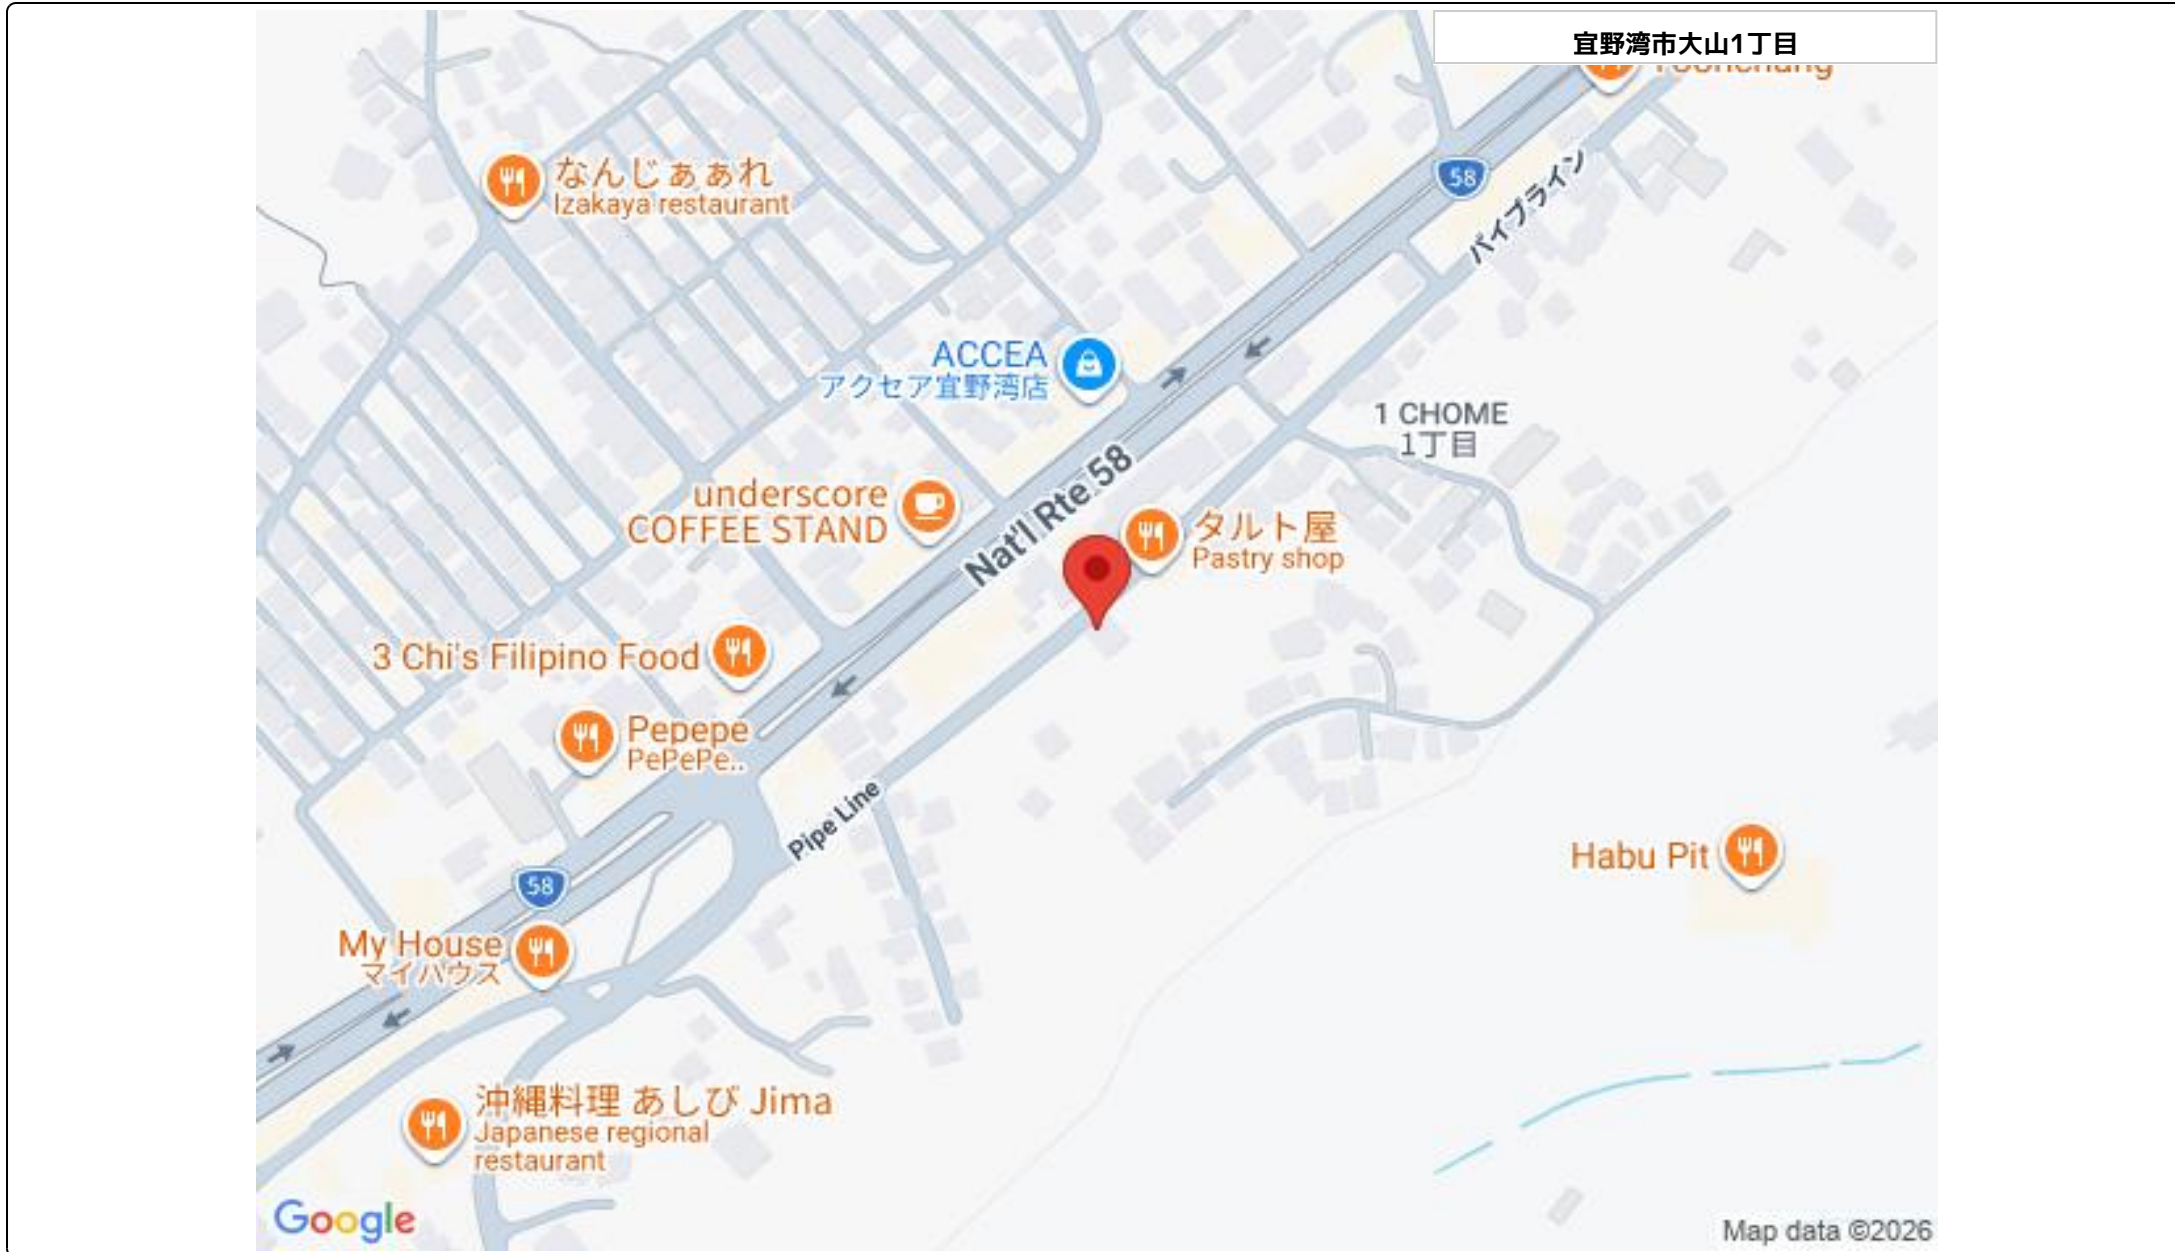 宜野湾市大山1丁目
58
パイプライン
なんじぁぁれ
Izakaya restaurant
ACCEA
アクセア宜野湾店
1 CHOME
1丁目
Nat'l Rte 58
underscore
COFFEE STAND
タルト屋
Pastry shop
3 Chi's Filipino Food
Pepepe
PePePe..
Pipe Line
Habu Pit
58
My House
マイハウス
沖縄料理 あしび Jima
Japanese regional
restaurant
Google
Map data ©2026